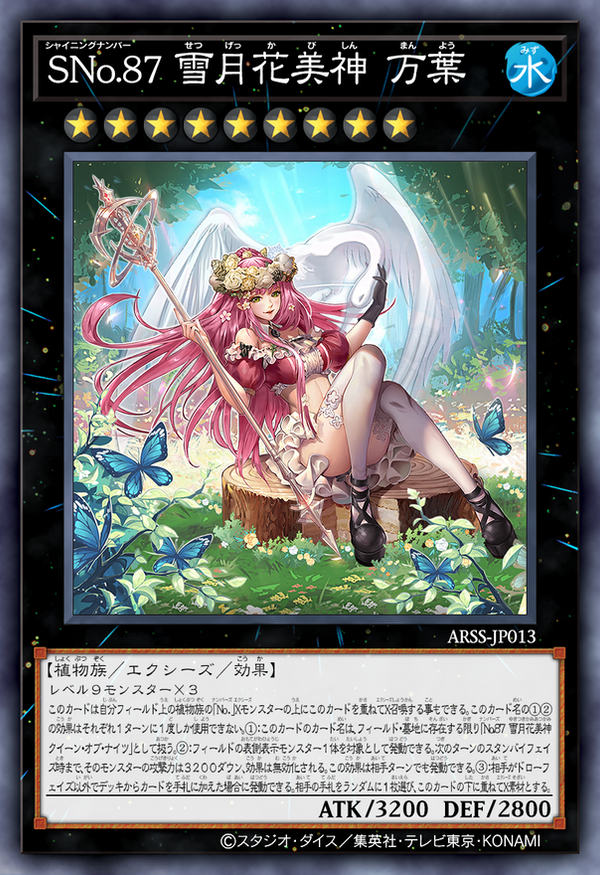 シャイニングナンバー せつ げっ か び しん まん よう
SNo.87 雪月花美神 万葉
みず
水
ARSS-JP013
しょく ぶつ ぞく こう か
【植物族／エクシーズ／効果】
レベル９モンスター×３
このカードは自分フィールド上の植物族の「No.」Xモンスターの上にこのカードを重ねてX召喚する事もできる。このカード名の①②
の効果はそれぞれ１ターンに１度しか使用できない。①：このカードのカード名は、フィールド・墓地に存在する限り「No.87 雪月花美神
クイーン・オブ・ナイツ」として扱う。②：フィールドの表側表示モンスター１体を対象として発動できる。次のターンのスタンバイフェイ
ズ時まで、そのモンスターの攻撃力は３２００ダウンし、効果は無効化される。この効果は相手ターンでも発動できる。③：相手がドローフ
ェイズ以外でデッキからカードを手札に加えた場合に発動できる。相手の手札をランダムに１枚選び、このカードの下に重ねてX素材とする。
ATK/3200 DEF/2800
©スタジオ・ダイス／集英社・テレビ東京・KONAMI